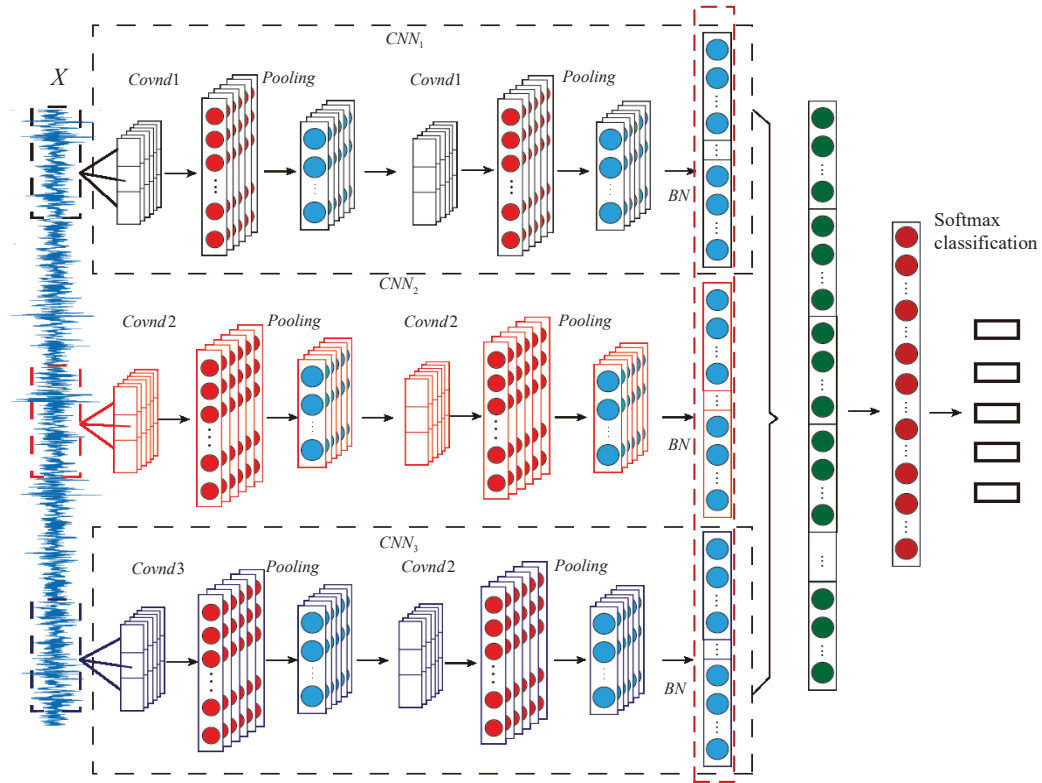 CNN₁
X
Covnd1
Pooling
Covnd1
Pooling
BN
Softmax
classification
CNN₂
Covnd2
Pooling
Covnd2
Pooling
BN
CNN₃
Covnd3
Pooling
Covnd2
Pooling
BN